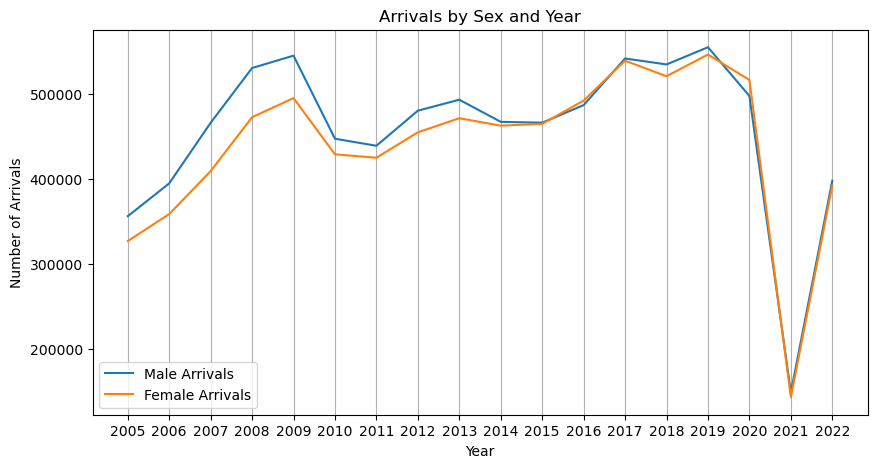 Arrivals by Sex and Year
Number of Arrivals
500000
400000
300000
200000
Male Arrivals
Female Arrivals
2005 2006 2007 2008 2009 2010 2011 2012 2013 2014 2015 2016 2017 2018 2019 2020 2021 2022
Year